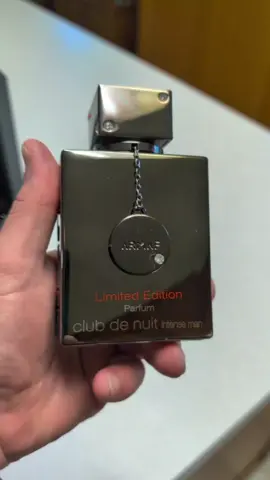 ARMAF
Limited Edition
Parfum
club de nuit intense man